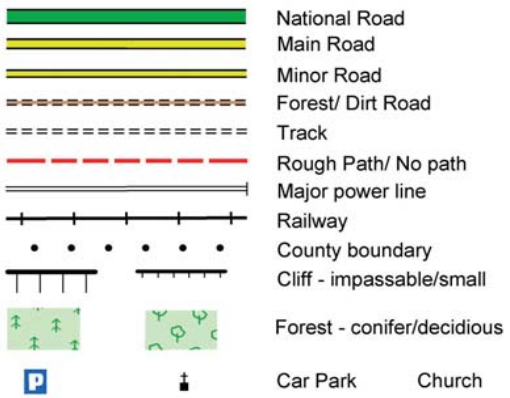 National Road
Main Road
Minor Road
Forest/ Dirt Road
Track
Rough Path/ No path
Major power line
Railway
County boundary
Cliff - impassable/small
Forest - conifer/decidious
P Car Park Church